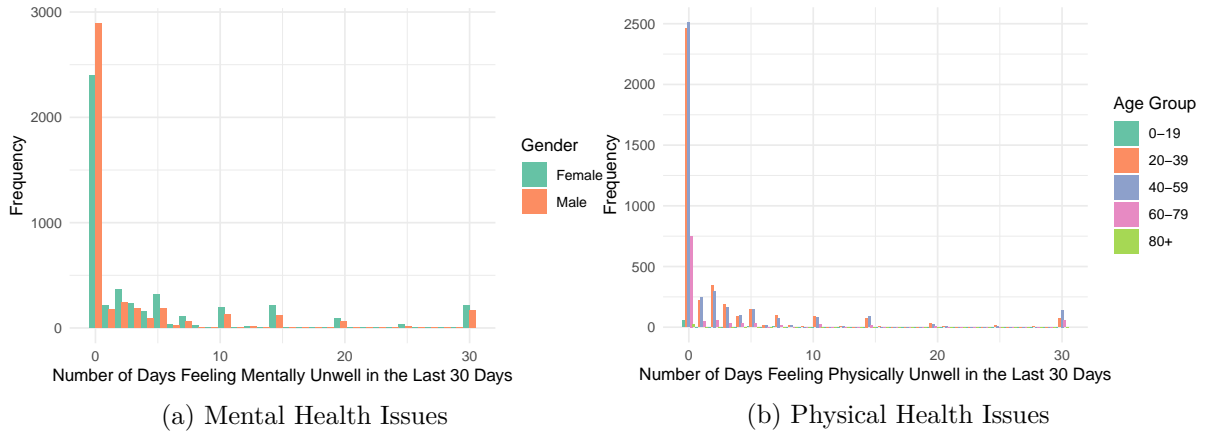 3000
2000
1000
0
Frequency
0
10
20
30
Number of Days Feeling Mentally Unwell in the Last 30 Days
Gender
Female
Male
(a) Mental Health Issues
2500
2000
1500
1000
500
0
Frequency
0
10
20
30
Number of Days Feeling Physically Unwell in the Last 30 Days
Age Group
0−19
20−39
40−59
60−79
80+
(b) Physical Health Issues